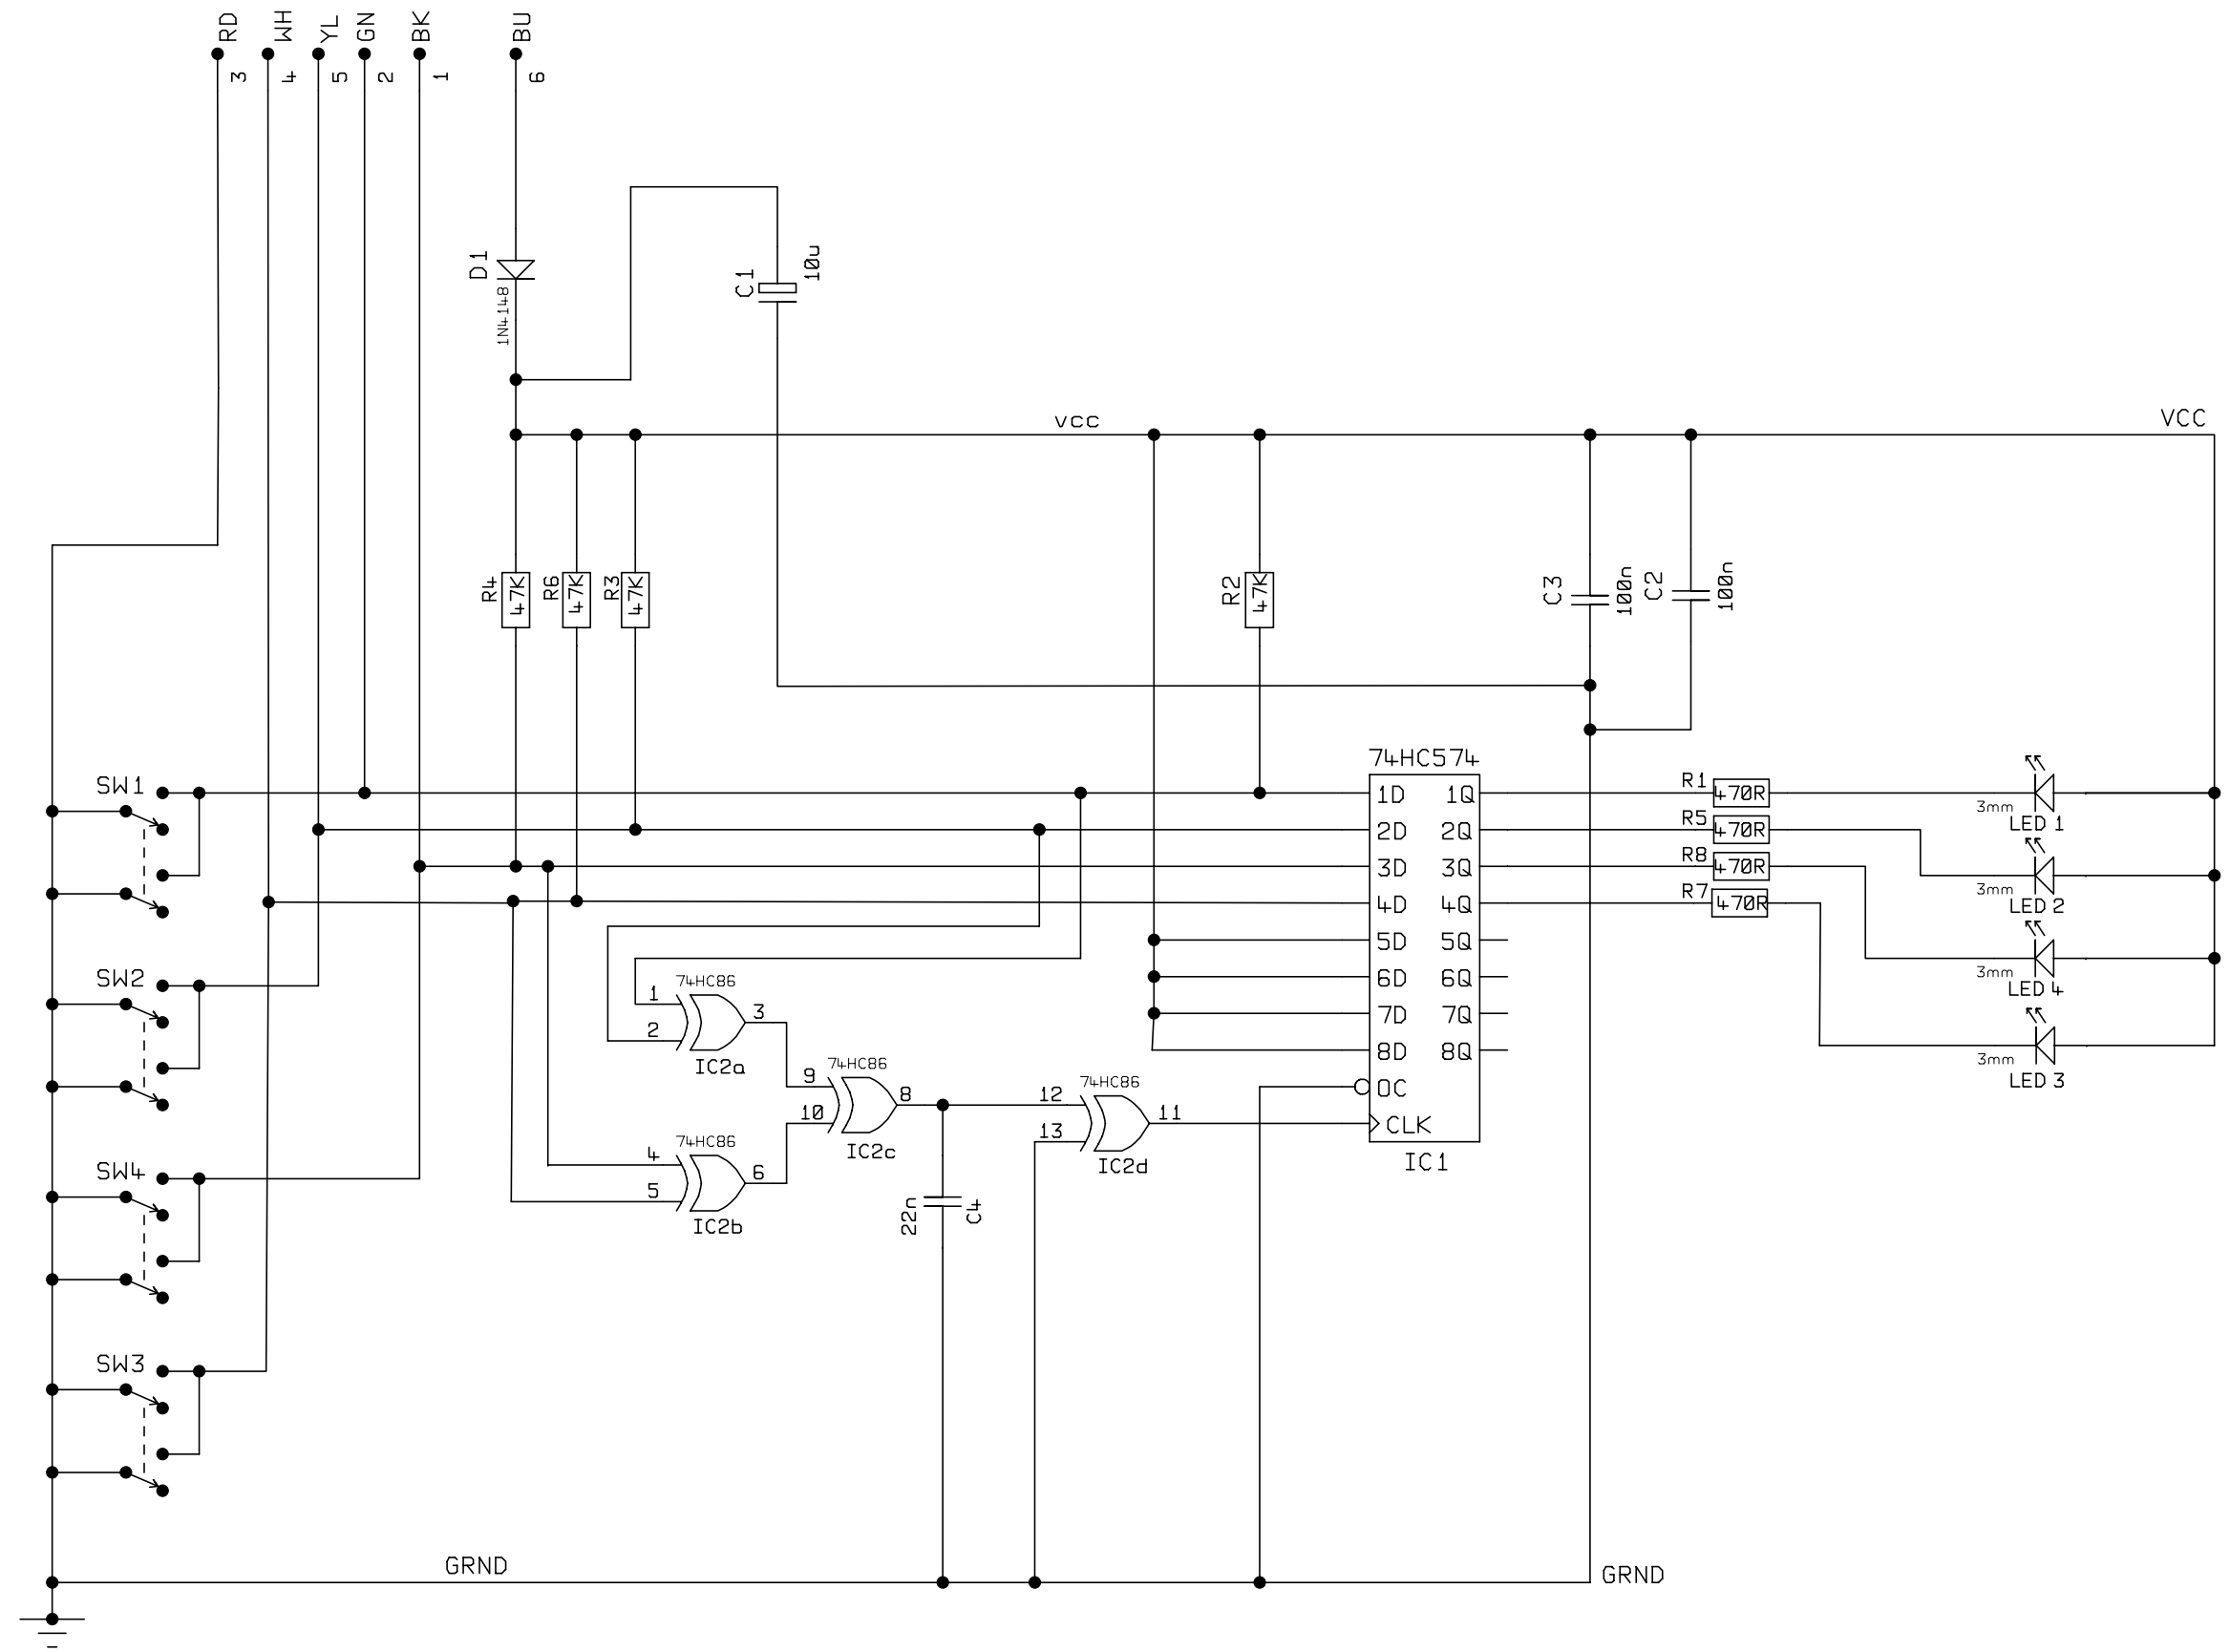 RD WH YL GN BK BU
3 4 5 2 1 6
D1
1N4148
C1
10u
vcc
VCC
R4 47K
R6 47K
R3 47K
R2 47K
C3 100n
C2 100n
SW1
SW2
SW4
SW3
74HC574
1D 1Q
2D 2Q
3D 3Q
4D 4Q
5D 5Q
6D 6Q
7D 7Q
8D 8Q
OC
CLK
IC1
R1 470R
R5 470R
R8 470R
R7 470R
3mm
LED 1
3mm
LED 2
3mm
LED 4
3mm
LED 3
74HC86
1
2
3
IC2a
74HC86
4
5
6
IC2b
74HC86
9
10
8
IC2c
74HC86
12
13
11
IC2d
22n
C4
GRND
GRND